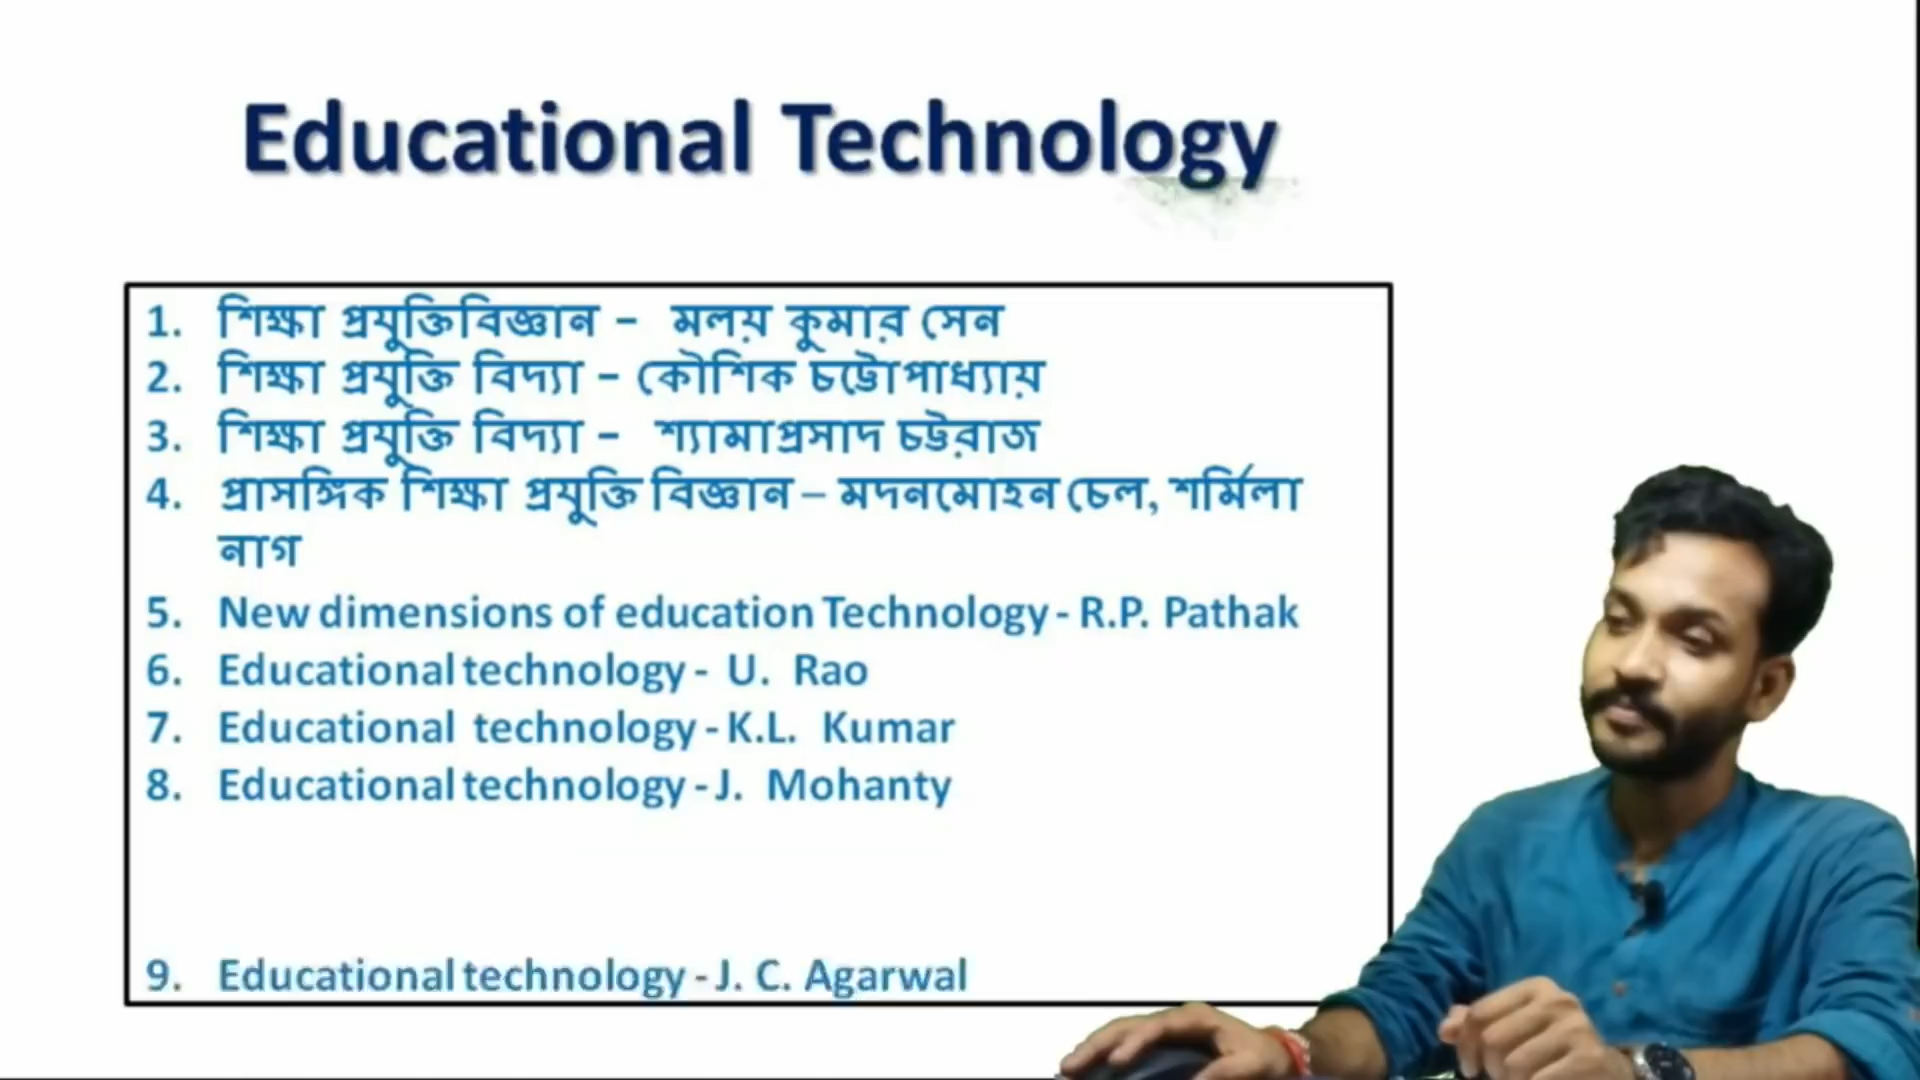 Educational Technology
1. শিক্ষা প্রযুক্তিবিজ্ঞান – মলয় কুমার সেন
2. শিক্ষা প্রযুক্তি বিদ্যা – কৌশিক চট্টোপাধ্যায়
3. শিক্ষা প্রযুক্তি বিদ্যা – শ্যামাপ্রসাদ চট্টরাজ
4. প্রাসঙ্গিক শিক্ষা প্রযুক্তি বিজ্ঞান – মদনমোহন চেল, শর্মিলা
নাগ
5. New dimensions of education Technology - R.P. Pathak
6. Educational technology - U. Rao
7. Educational technology - K.L. Kumar
8. Educational technology - J. Mohanty
9. Educational technology - J. C. Agarwal